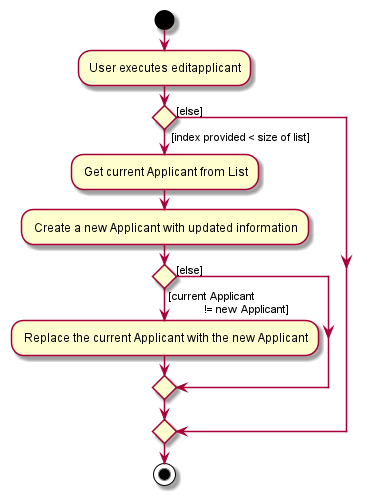 User executes editapplicant
[else]
[index provided < size of list]
Get current Applicant from List
Create a new Applicant with updated information
[else]
[current Applicant
!= new Applicant]
Replace the current Applicant with the new Applicant